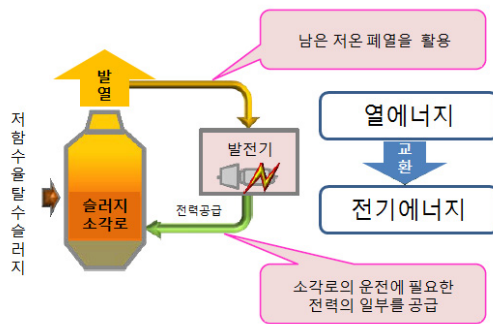 남은 저온 폐열을 활용
발열
저함수율탈수슬러지
발전기
열에너지
교환
슬러지
소각로
전력공급
전기에너지
소각로의 운전에 필요한
전력의 일부를 공급